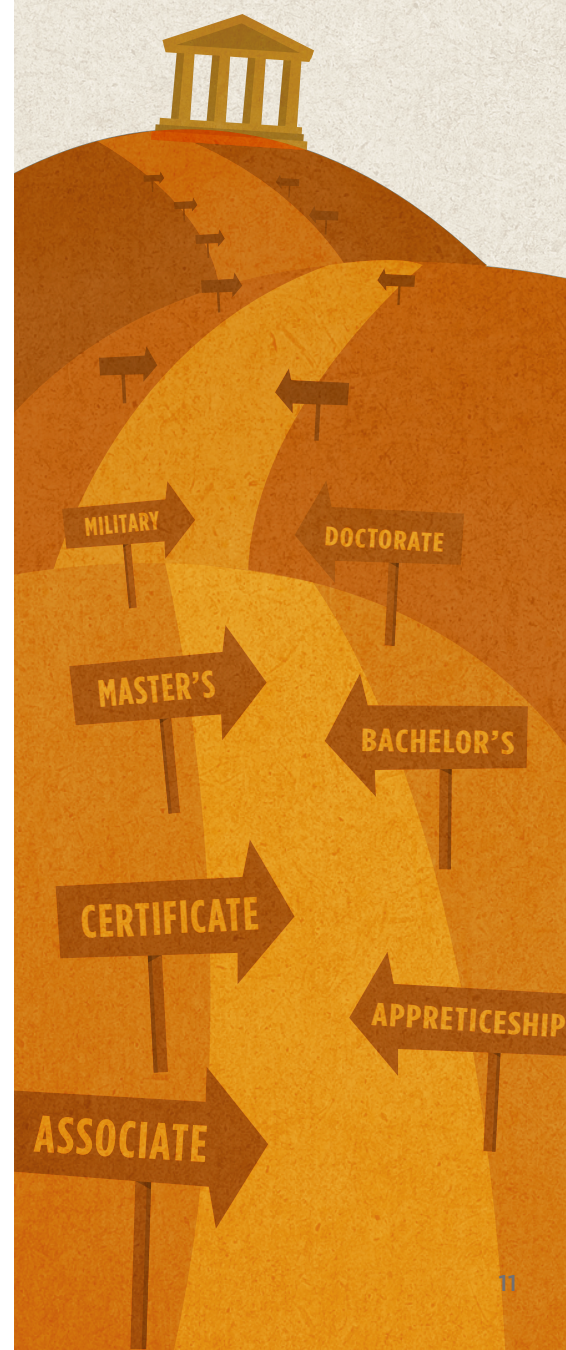 MILITARY
DOCTORATE
MASTER'S
BACHELOR'S
CERTIFICATE
APPRETICESHIP
ASSOCIATE
11